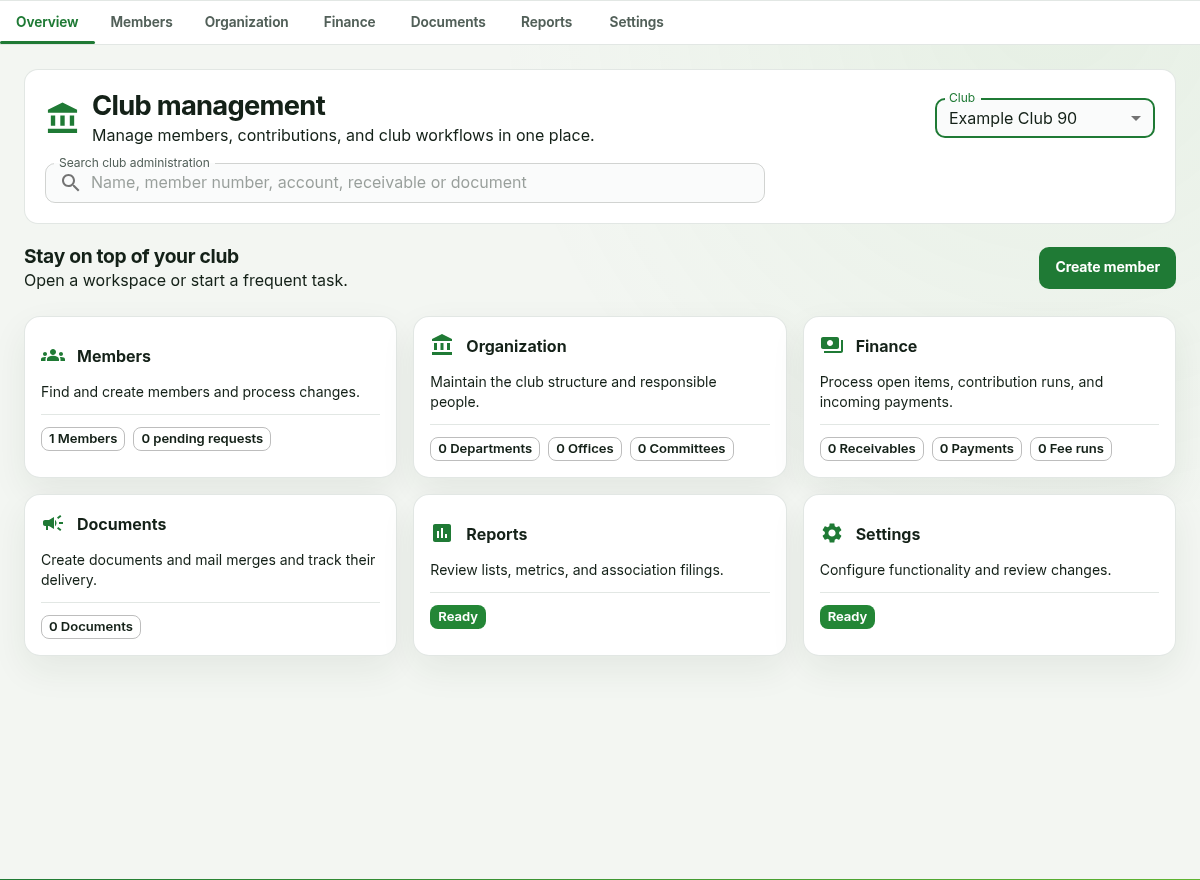 Overview Members Organization Finance Documents Reports Settings
Club management
Manage members, contributions, and club workflows in one place.
Club
Example Club 90
Search club administration
Name, member number, account, receivable or document
Stay on top of your club
Open a workspace or start a frequent task.
Create member
Members
Find and create members and process changes.
1 Members 0 pending requests
Organization
Maintain the club structure and responsible
people.
0 Departments 0 Offices 0 Committees
Finance
Process open items, contribution runs, and
incoming payments.
0 Receivables 0 Payments 0 Fee runs
Documents
Create documents and mail merges and track their
delivery.
0 Documents
Reports
Review lists, metrics, and association filings.
Ready
Settings
Configure functionality and review changes.
Ready